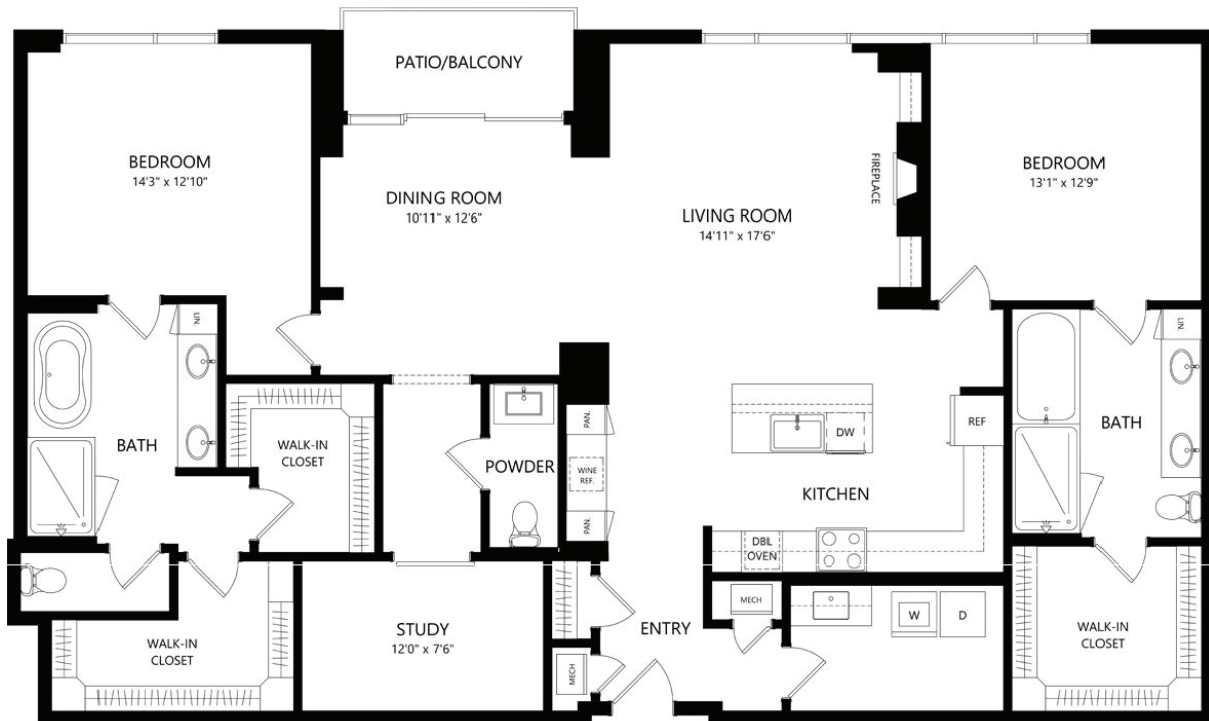 PATIO/BALCONY
BEDROOM
14'3" x 12'10"
DINING ROOM
10'11" x 12'6"
LIVING ROOM
14'11" x 17'6"
FIREPLACE
BEDROOM
13'1" x 12'9"
LIN.
LIN.
BATH
WALK-IN
CLOSET
POWDER
PAN.
WINE
REF.
PAN.
DW
REF
KITCHEN
DBL
OVEN
BATH
WALK-IN
CLOSET
STUDY
12'0" x 7'6"
MECH
ENTRY
MECH
W
D
WALK-IN
CLOSET